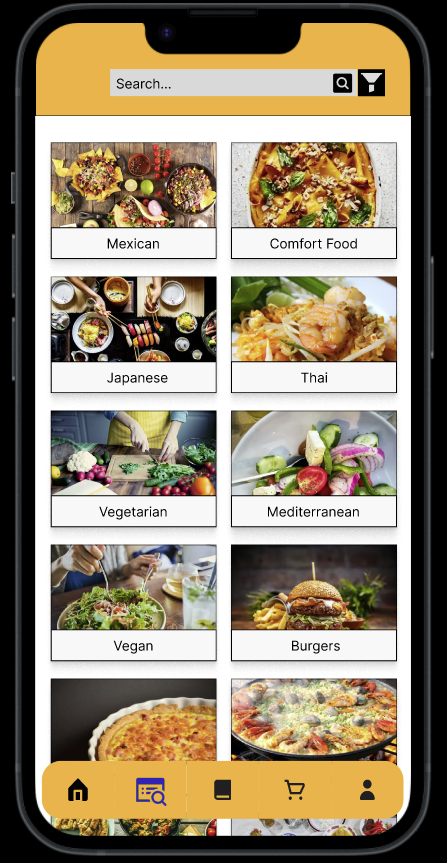 Search...
Mexican
Comfort Food
Japanese
Thai
Vegetarian
Mediterranean
Vegan
Burgers